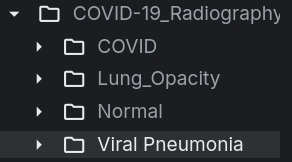 COVID-19_Radiography
COVID
Lung_Opacity
Normal
Viral Pneumonia